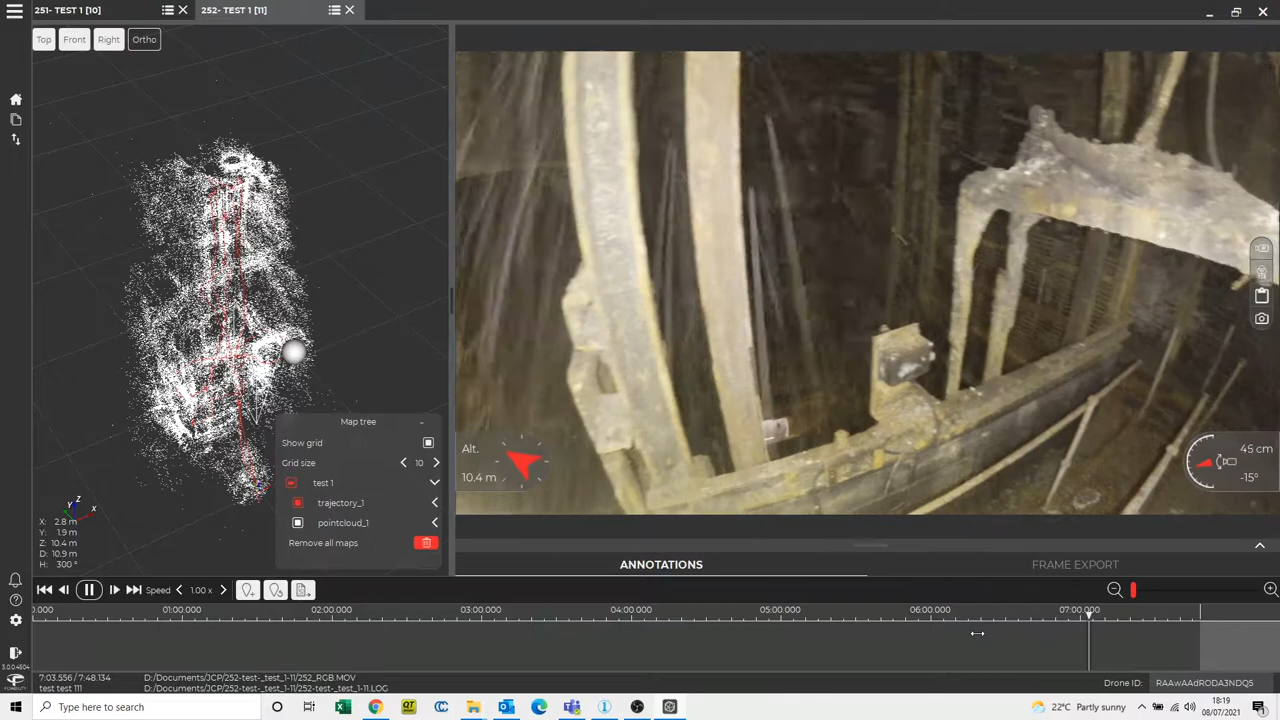 251- TEST 1 [10]
252- TEST 1 [11]
Top
Front
Right
Ortho
Map tree
-
Show grid
Grid size
10
test 1
trajectory_1
pointcloud_1
Remove all maps
Z
Y
X
X: 2.8 m
Y: 1.9 m
Z: 10.4 m
D: 10.9 m
H: 300 °
Alt.
10.4 m
45 cm
-15°
ANNOTATIONS
FRAME EXPORT
Speed
1.00 x
0.000
01:00.000
02:00.000
03:00.000
04:00.000
05:00.000
06:00.000
07:00.000
3.0.0.4504
FLYABILITY
7:03.556 / 7:48.134
D:/Documents/JCP/252-test-_test_1-11/252_RGB.MOV
test test 111
D:/Documents/JCP/252-test-_test_1-11/252-test-_test_1-11.LOG
Drone ID:
RAAwAAdRODA3NDQ5
Type here to search
22°C Partly sunny
18:19
08/07/2021